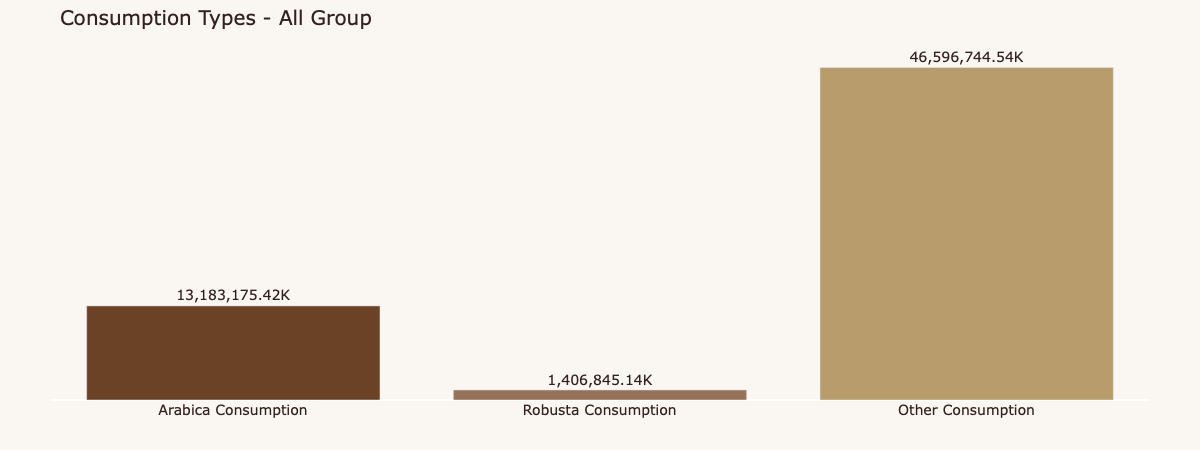 Consumption Types - All Group
46,596,744.54K
13,183,175.42K
1,406,845.14K
Arabica Consumption
Robusta Consumption
Other Consumption